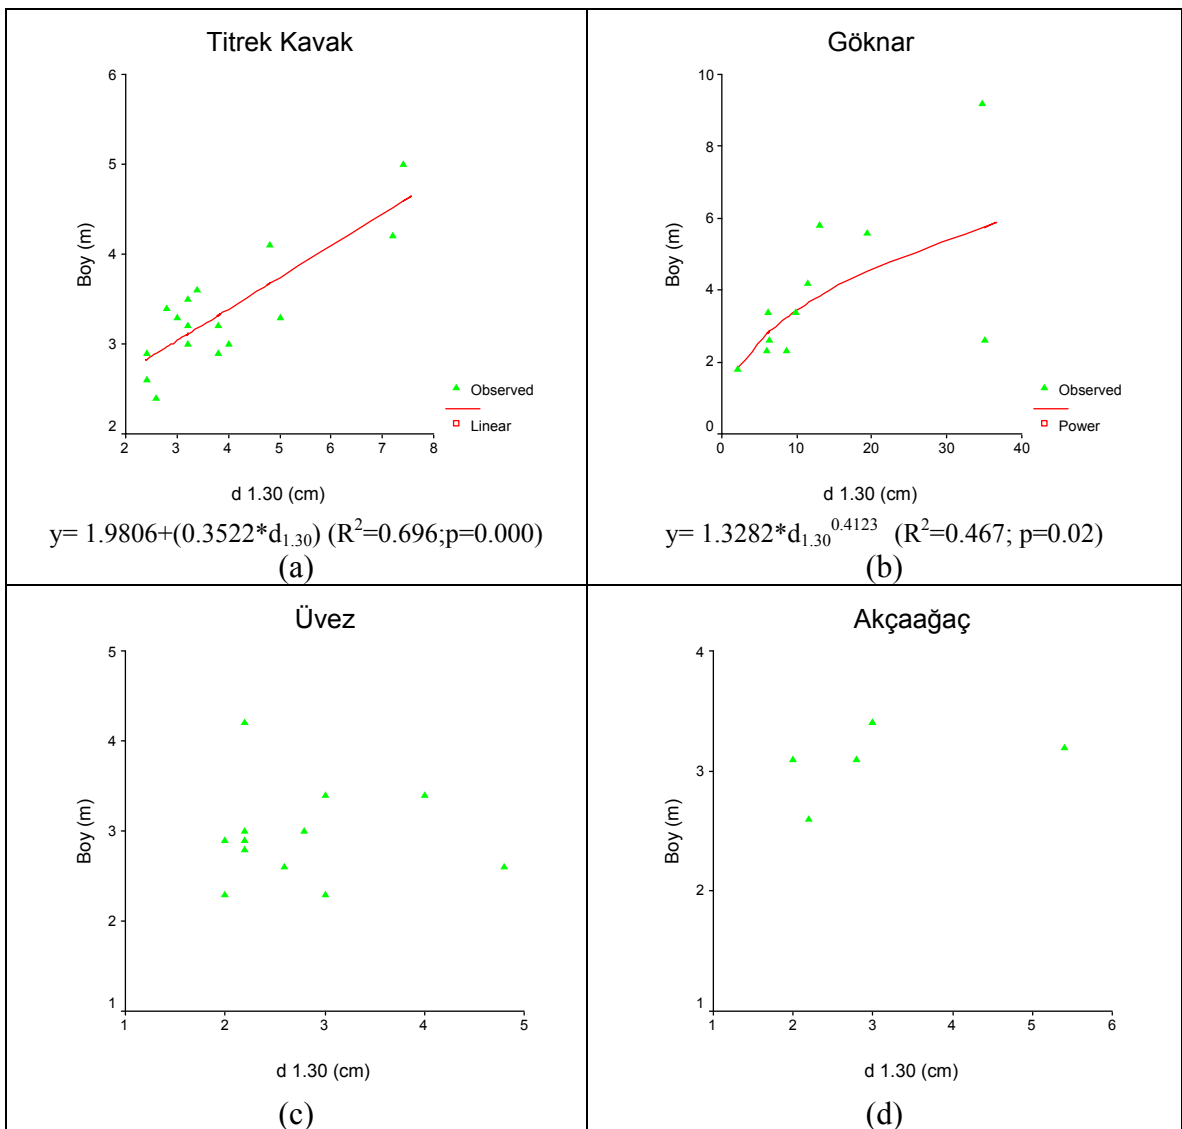 Titrek Kavak
6
5
4
3
2
Boy (m)
2 3 4 5 6 7 8
d 1.30 (cm)
Observed
Linear
y= 1.9806+(0.3522*d1.30) (R2=0.696;p=0.000)
(a)
Göknar
10
8
6
4
2
0
Boy (m)
0 10 20 30 40
d 1.30 (cm)
Observed
Power
y= 1.3282*d1.30^0.4123 (R2=0.467; p=0.02)
(b)
Üvez
5
4
3
2
1
Boy (m)
1 2 3 4 5
d 1.30 (cm)
(c)
Akçaağaç
4
3
2
1
Boy (m)
1 2 3 4 5 6
d 1.30 (cm)
(d)